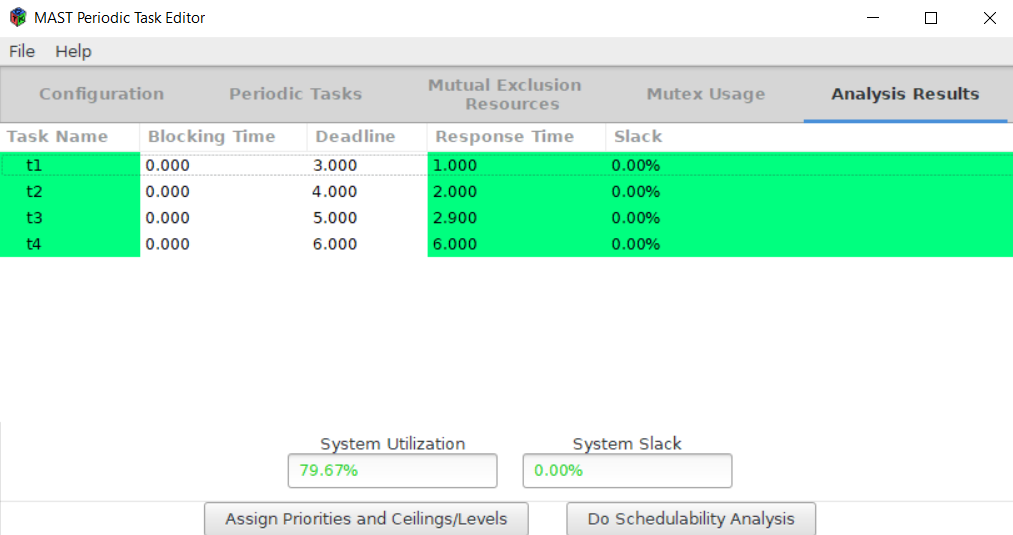 MAST Periodic Task Editor
File Help
Configuration Periodic Tasks Mutual Exclusion Resources Mutex Usage Analysis Results
Task Name Blocking Time Deadline Response Time Slack
t1 0.000 3.000 1.000 0.00%
t2 0.000 4.000 2.000 0.00%
t3 0.000 5.000 2.900 0.00%
t4 0.000 6.000 6.000 0.00%
System Utilization System Slack
79.67% 0.00%
Assign Priorities and Ceilings/Levels Do Schedulability Analysis